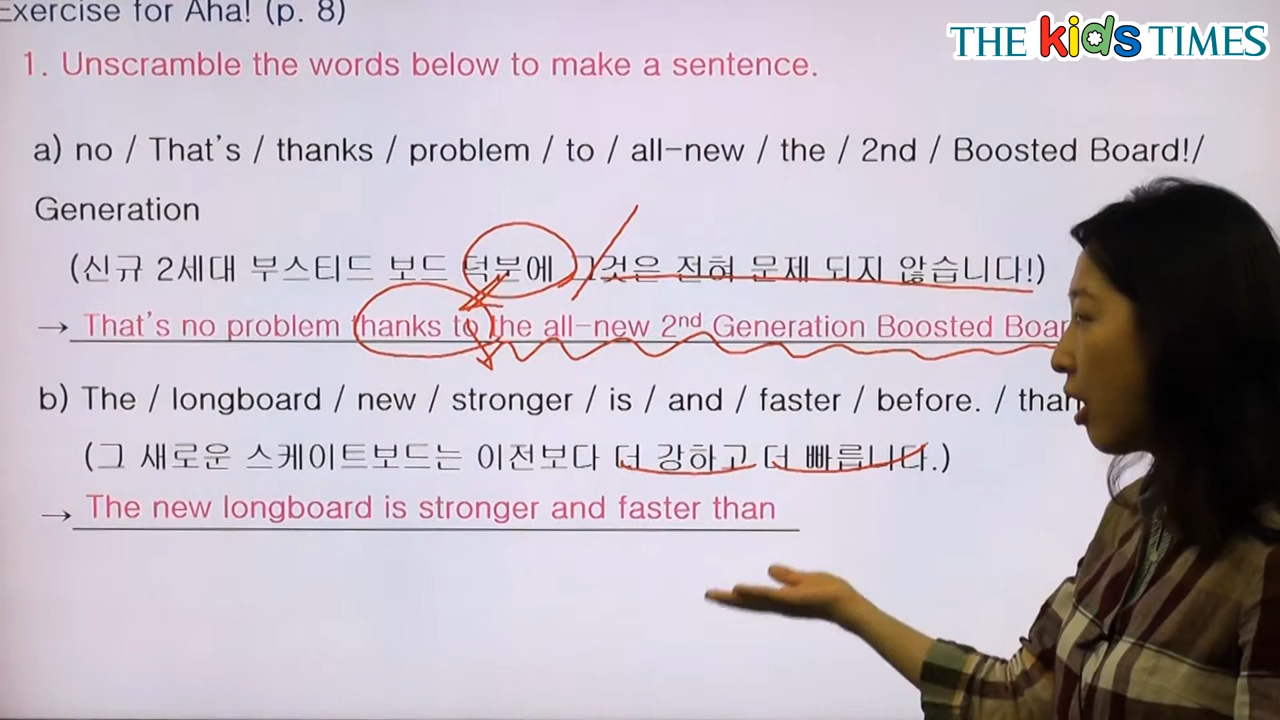 Exercise for Aha! (p. 8)
THE kids TIMES
1. Unscramble the words below to make a sentence.
a) no / That's / thanks / problem / to / all-new / the / 2nd / Boosted Board!/
Generation
(신규 2세대 부스티드 보드 덕분에 그것은 전혀 문제 되지 않습니다!)
→ That's no problem thanks to the all-new 2nd Generation Boosted Boar
b) The / longboard / new / stronger / is / and / faster / before. / than
(그 새로운 스케이트보드는 이전보다 더 강하고 더 빠릅니다.)
→ The new longboard is stronger and faster than